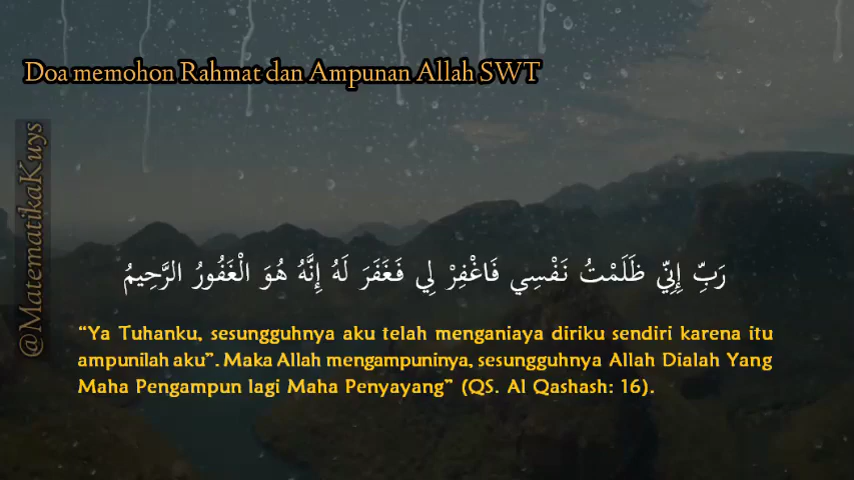 Doa memohon Rahmat dan Ampunan Allah SWT
@MatematikaKuys
رَبِّ إِنِّي ظَلَمْتُ نَفْسِي فَاغْفِرْ لِي فَغَفَرَ لَهُ إِنَّهُ هُوَ الْغَفُورُ الرَّحِيمُ
“Ya Tuhanku, sesungguhnya aku telah menganiaya diriku sendiri karena itu
ampunilah aku”. Maka Allah mengampuninya, sesungguhnya Allah Dialah Yang
Maha Pengampun lagi Maha Penyayang” (QS. Al Qashash: 16).